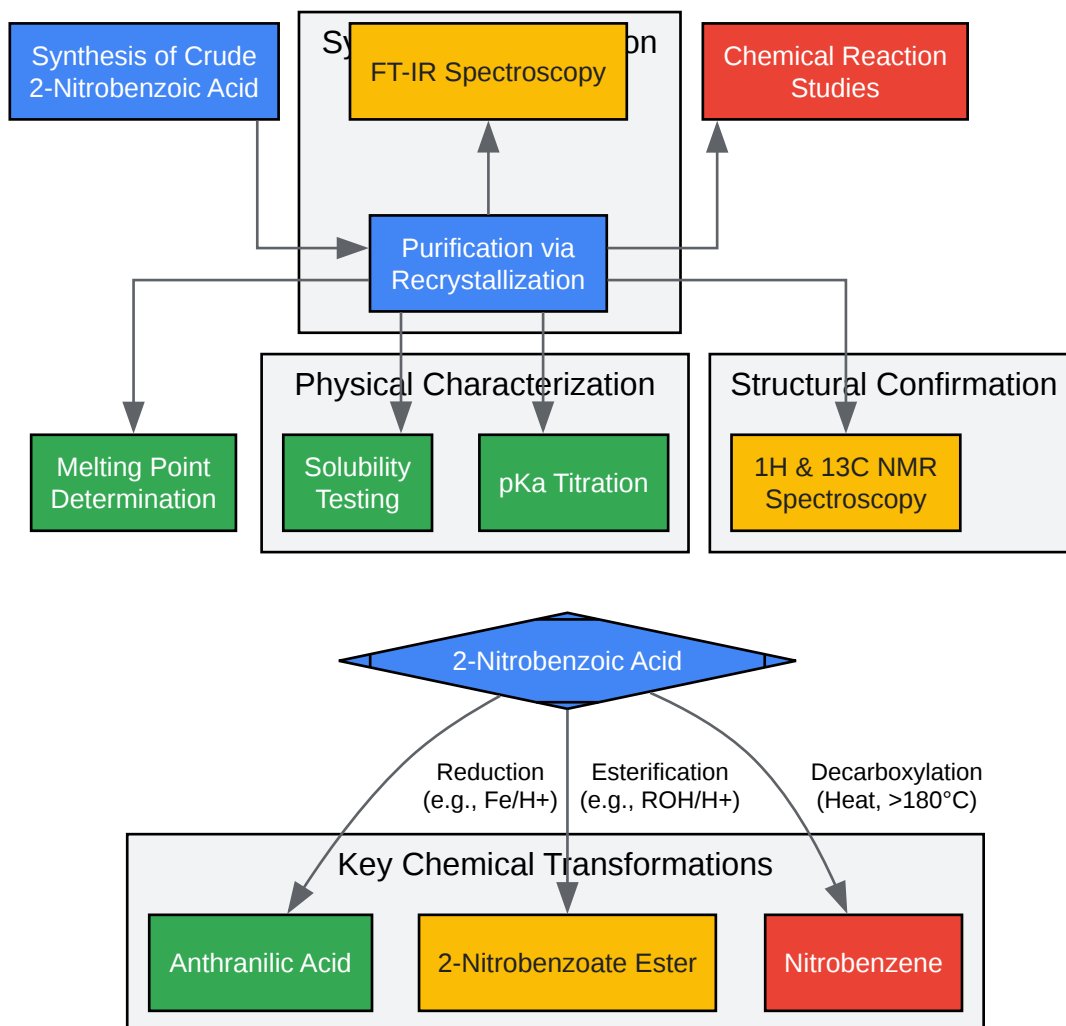 Synthesis of Crude
2-Nitrobenzoic Acid
Sy
on
FT-IR Spectroscopy
Chemical Reaction
Studies
Purification via
Recrystallization
Physical Characterization
Structural Confirmation
Melting Point
Determination
Solubility
Testing
pKa Titration
1H & 13C NMR
Spectroscopy
2-Nitrobenzoic Acid
Reduction
(e.g., Fe/H+)
Esterification
(e.g., ROH/H+)
Decarboxylation
(Heat, >180°C)
Key Chemical Transformations
Anthranilic Acid
2-Nitrobenzoate Ester
Nitrobenzene